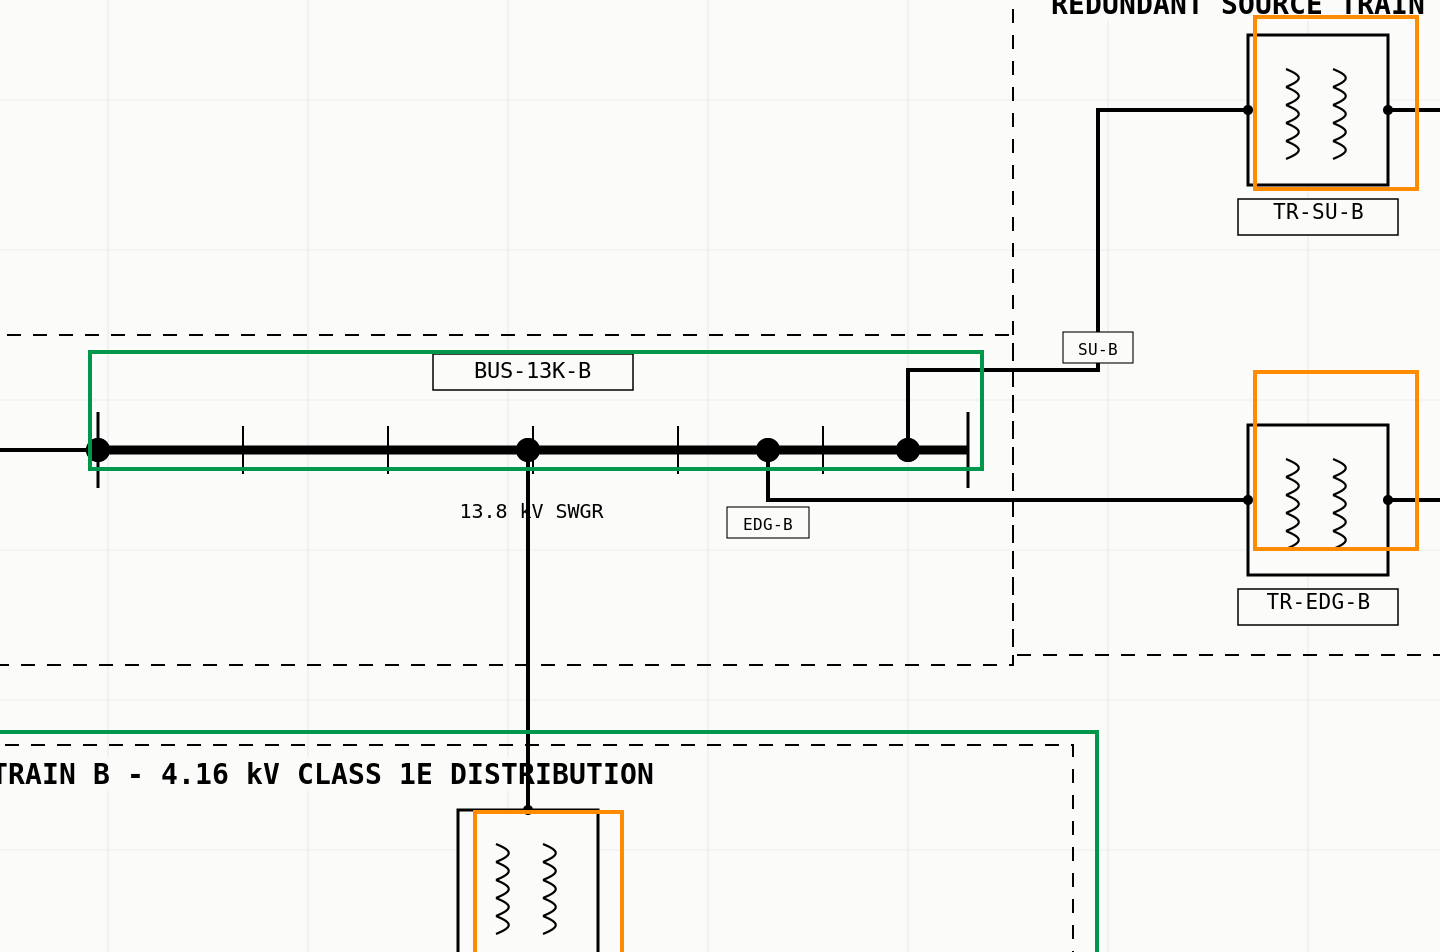 REDUNDANT SOURCE TRAIN
TR-SU-B
SU-B
BUS-13K-B
13.8 kV SWGR
EDG-B
TR-EDG-B
TRAIN B - 4.16 kV CLASS 1E DISTRIBUTION